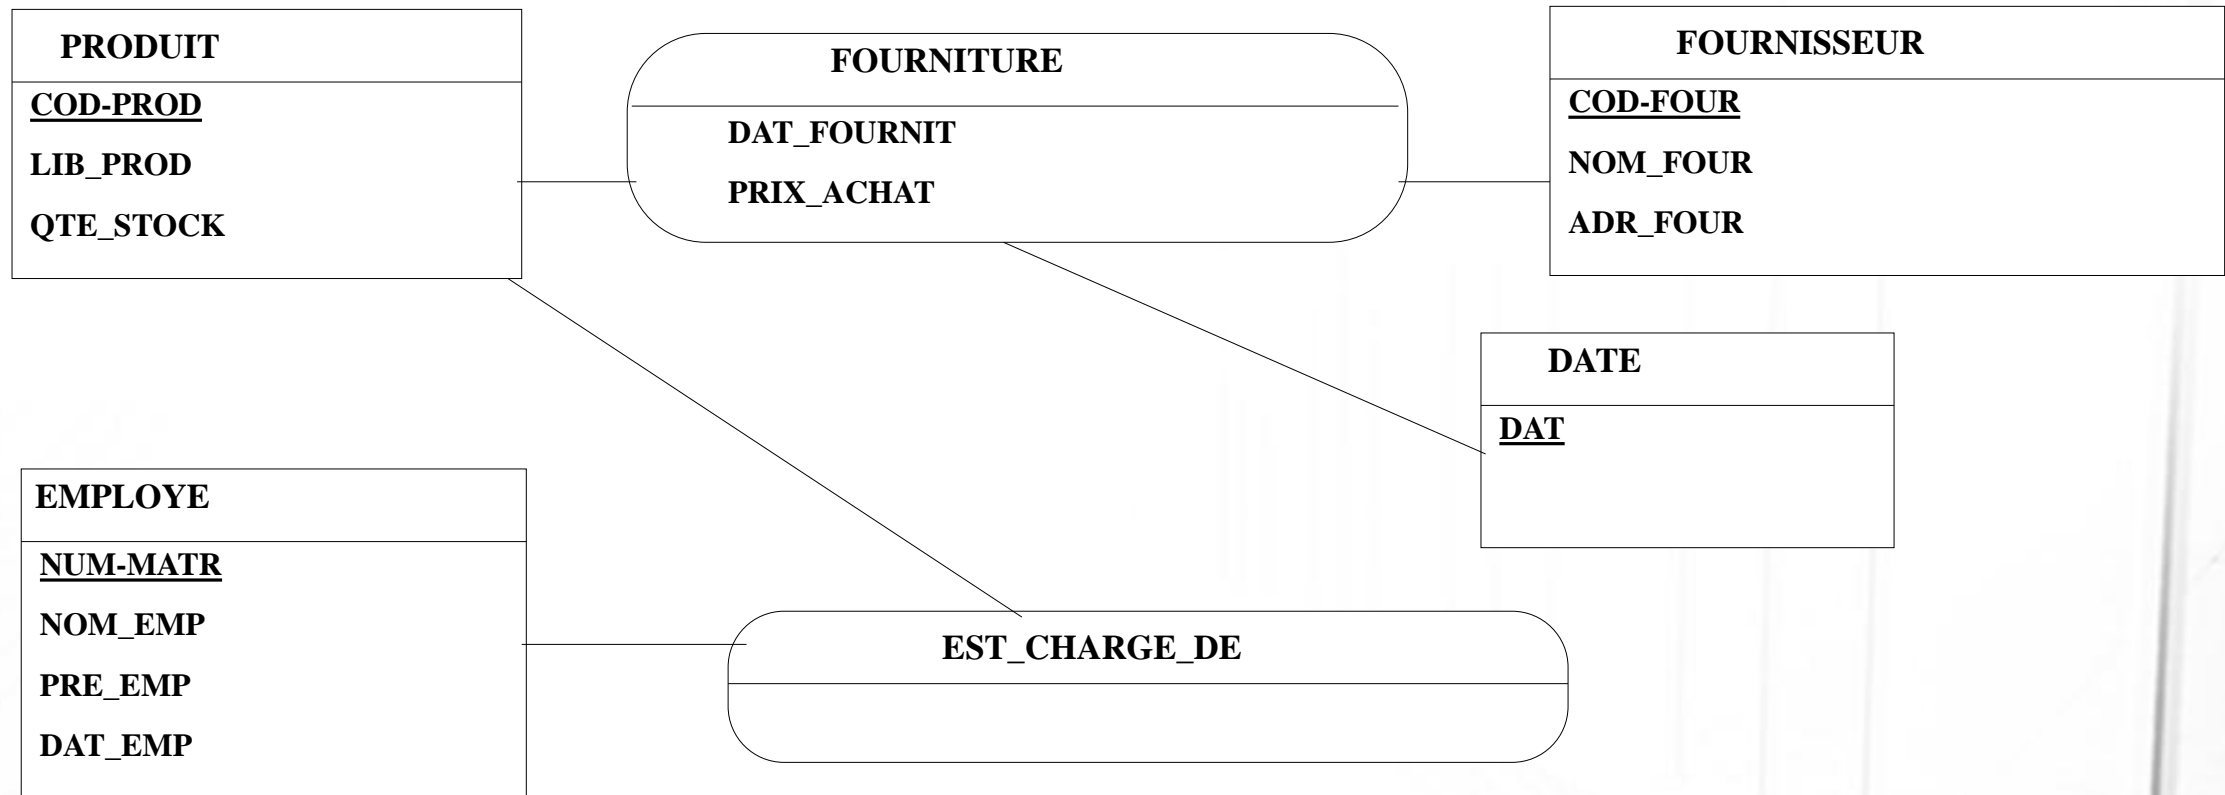 PRODUIT
COD-PROD
LIB_PROD
QTE_STOCK
FOURNITURE
DAT_FOURNIT
PRIX_ACHAT
FOURNISSEUR
COD-FOUR
NOM_FOUR
ADR_FOUR
DATE
DAT
EMPLOYE
NUM-MATR
NOM_EMP
PRE_EMP
DAT_EMP
EST_CHARGE_DE